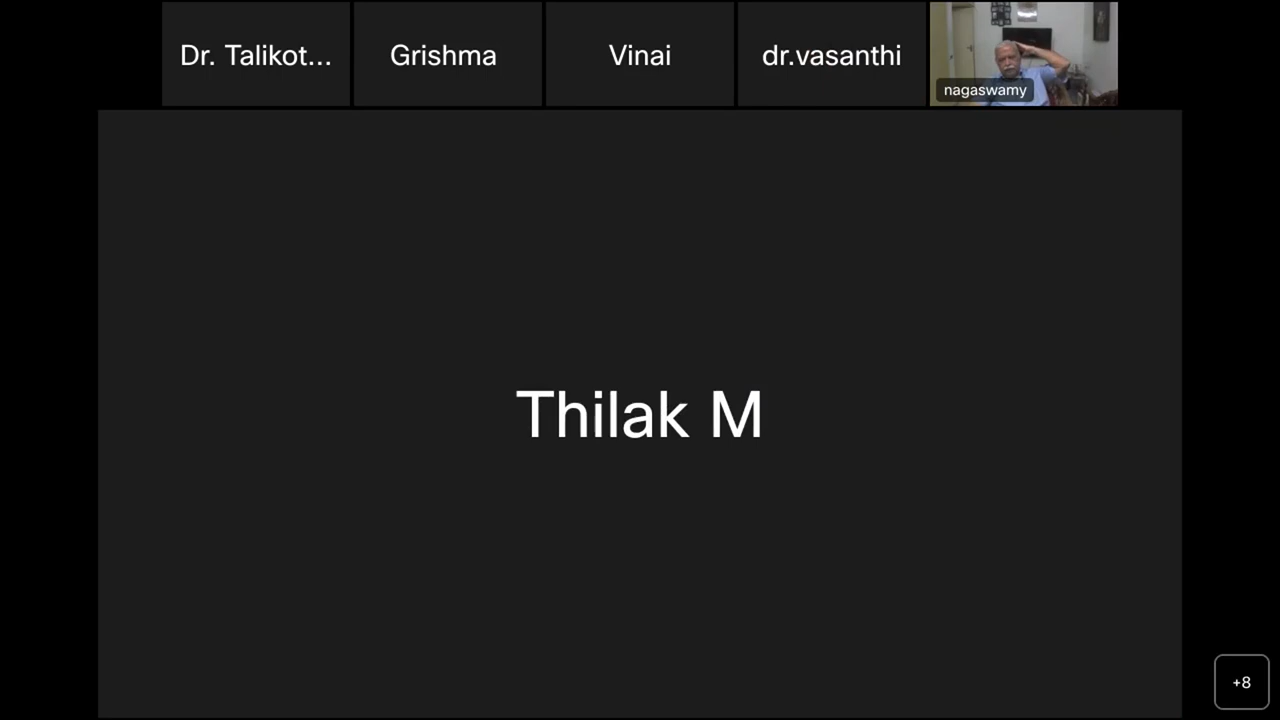 Dr. Talikot...
Grishma
Vinai
dr.vasanthi
nagaswamy
Thilak M
+8